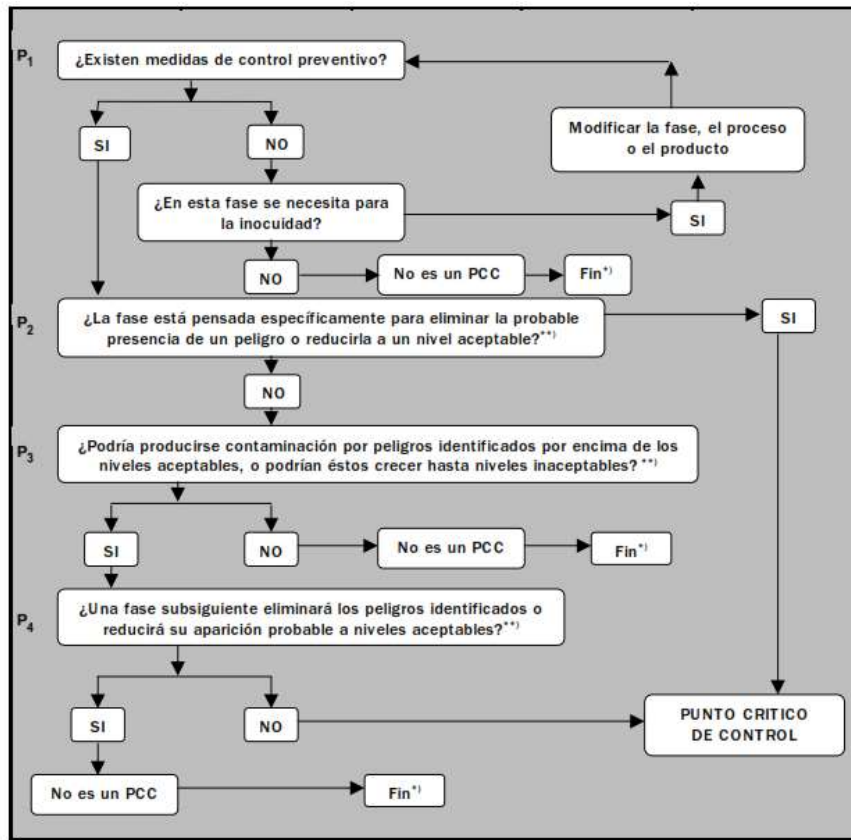 P1
¿Existen medidas de control preventivo?
SI
NO
Modificar la fase, el proceso
o el producto
¿En esta fase se necesita para
la inocuidad?
SI
NO
No es un PCC
Fin*)
P2
¿La fase está pensada específicamente para eliminar la probable
presencia de un peligro o reducirla a un nivel aceptable?**)
SI
NO
P3
¿Podría producirse contaminación por peligros identificados por encima de los
niveles aceptables, o podrían éstos crecer hasta niveles inaceptables? **)
SI
NO
No es un PCC
Fin*)
P4
¿Una fase subsiguiente eliminará los peligros identificados o
reducirá su aparición probable a niveles aceptables?**)
SI
NO
PUNTO CRITICO
DE CONTROL
No es un PCC
Fin*)